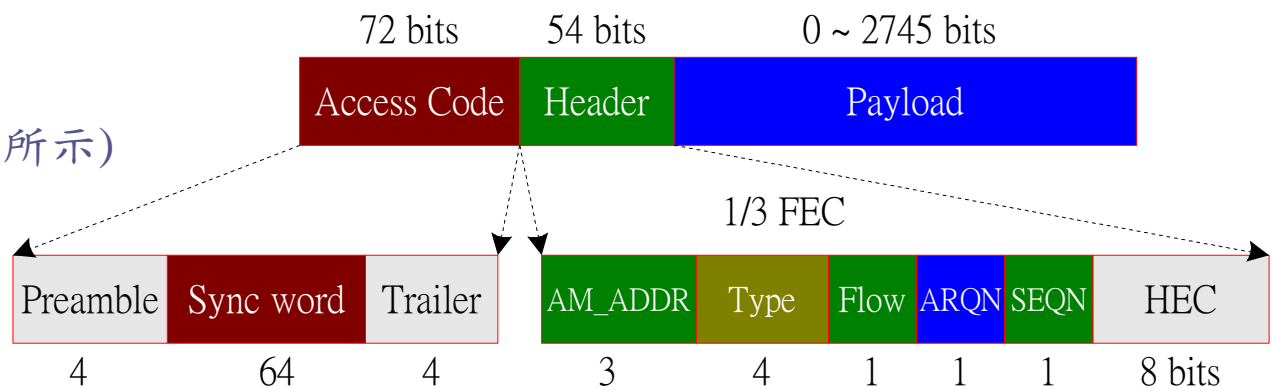 72 bits 54 bits 0 ~ 2745 bits
Access Code Header Payload
所示)
1/3 FEC
Preamble Sync word Trailer AM_ADDR Type Flow ARQN SEQN HEC
4 64 4 3 4 1 1 1 8 bits